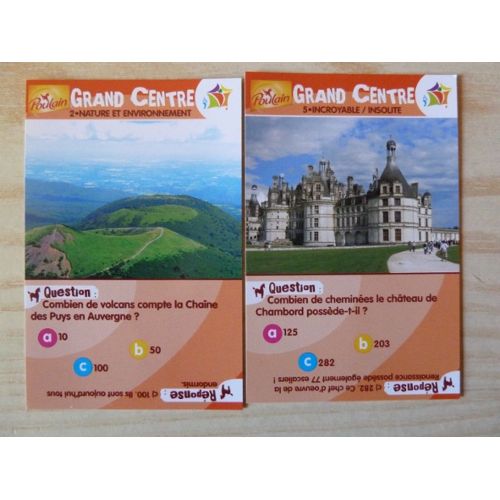 Poulain
GRAND CENTRE
2•NATURE ET ENVIRONNEMENT
Question :
Combien de volcans compte la Chaîne
des Puys en Auvergne ?
a 10
b 50
c 100
Réponse :
c) 100. Ils sont aujourd'hui tous
endormis.
Poulain
GRAND CENTRE
5•INCROYABLE / INSOLITE
Question :
Combien de cheminées le château de
Chambord possède-t-il ?
a 125
b 203
c 282
Réponse :
c) 282. Ce chef d'oeuvre de la
Renaissance possède également 77 escaliers !